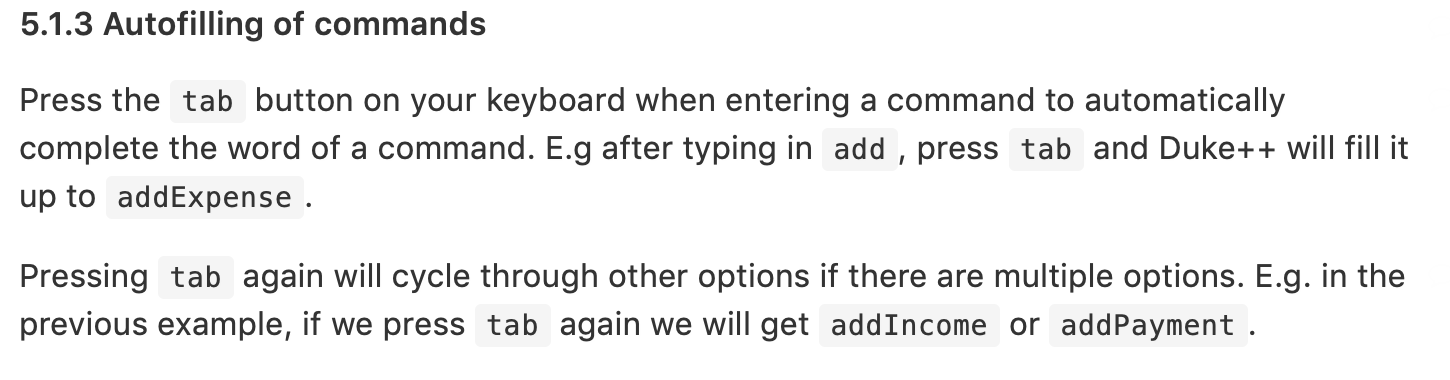 5.1.3 Autofilling of commands
Press the tab button on your keyboard when entering a command to automatically
complete the word of a command. E.g after typing in add , press tab and Duke++ will fill it
up to addExpense .
Pressing tab again will cycle through other options if there are multiple options. E.g. in the
previous example, if we press tab again we will get addIncome or addPayment .